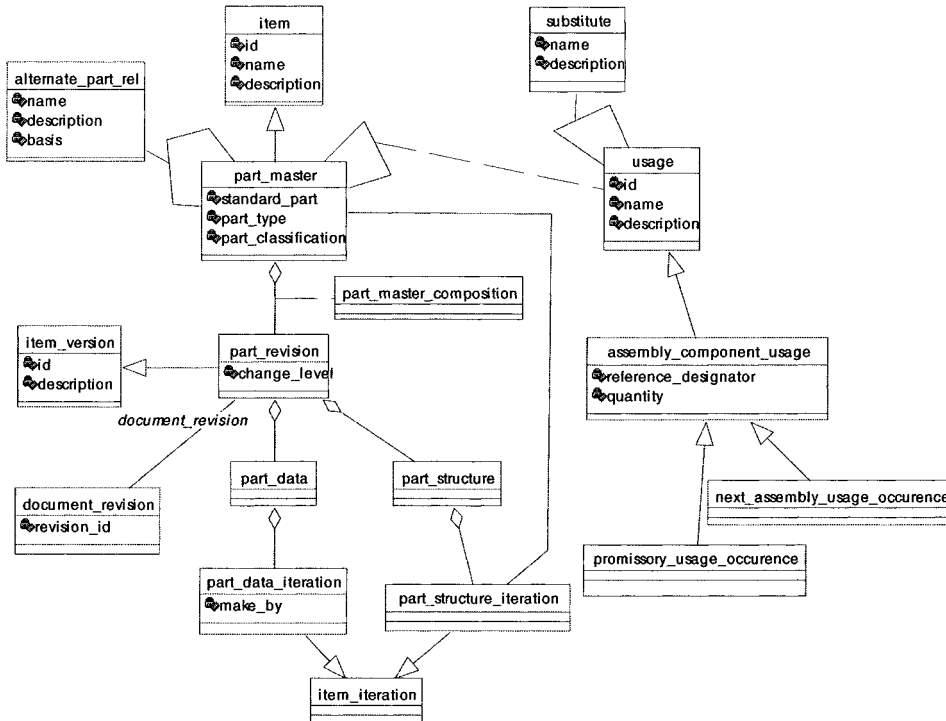 item
id
name
description
substitute
name
description
alternate_part_rel
name
description
basis
usage
id
name
description
part_master
standard_part
part_type
part_classification
part_master_composition
item_version
id
description
part_revision
change_level
assembly_component_usage
reference_designator
quantity
document_revision
part_data
part_structure
document_revision
revision_id
next_assembly_usage_occurence
promissory_usage_occurence
part_data_iteration
make_by
part_structure_iteration
item_iteration